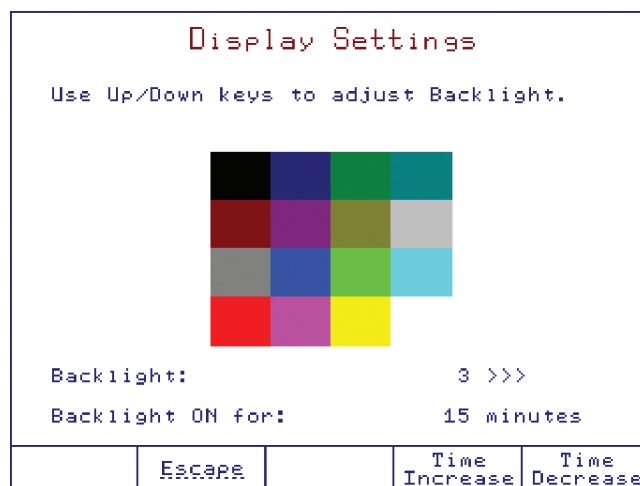 Display Settings
Use Up/Down keys to adjust Backlight.
Backlight: 3 >>>
Backlight ON for: 15 minutes
Escape
Time Increase
Time Decrease